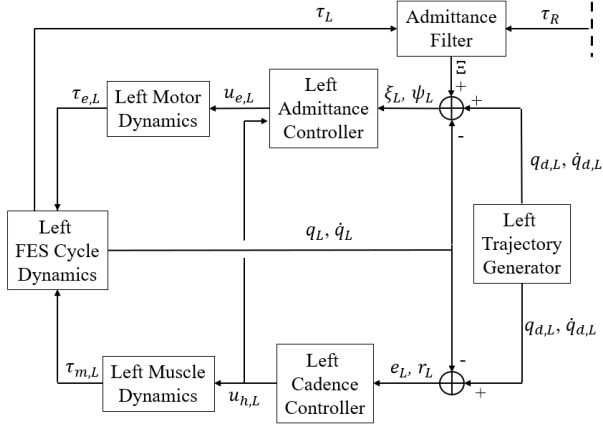 τ_L
Admittance
Filter
τ_R
Ξ
+
+
-
τ_{e,L}
Left Motor
Dynamics
u_{e,L}
Left
Admittance
Controller
ξ_L, ψ_L
q_{d,L}, q̇_{d,L}
Left
FES Cycle
Dynamics
q_L, q̇_L
Left
Trajectory
Generator
q_{d,L}, q̇_{d,L}
τ_{m,L}
Left Muscle
Dynamics
u_{h,L}
Left
Cadence
Controller
e_L, r_L
-
+